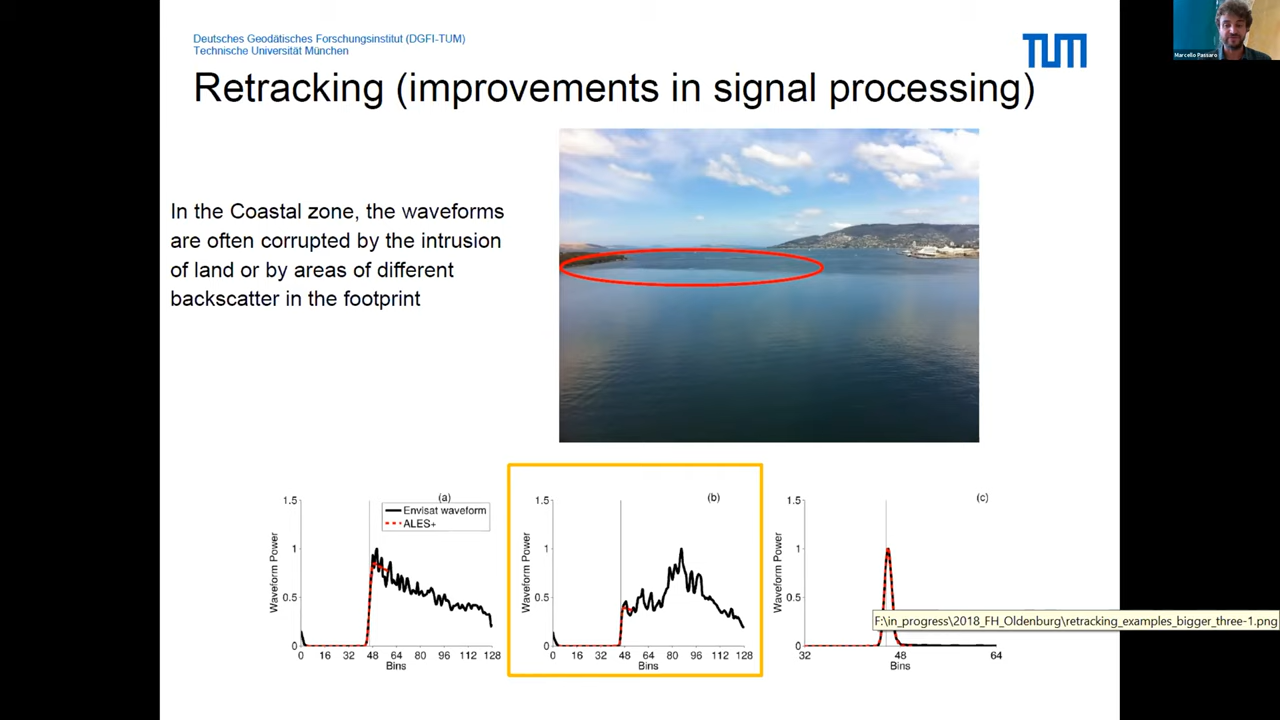 Deutsches Geodätisches Forschungsinstitut (DGFI-TUM)
Technische Universität München
TUM
Marcello Passaro
Retracking (improvements in signal processing)
In the Coastal zone, the waveforms
are often corrupted by the intrusion
of land or by areas of different
backscatter in the footprint
(a)
Envisat waveform
ALES+
1.5
1
0.5
0
Waveform Power
0 16 32 48 64 80 96 112 128
Bins
(b)
1.5
1
0.5
0
Waveform Power
0 16 32 48 64 80 96 112 128
Bins
(c)
1.5
1
0.5
0
Waveform Power
32 48 64
Bins
F:\in_progress\2018_FH_Oldenburg\retracking_examples_bigger_three-1.png